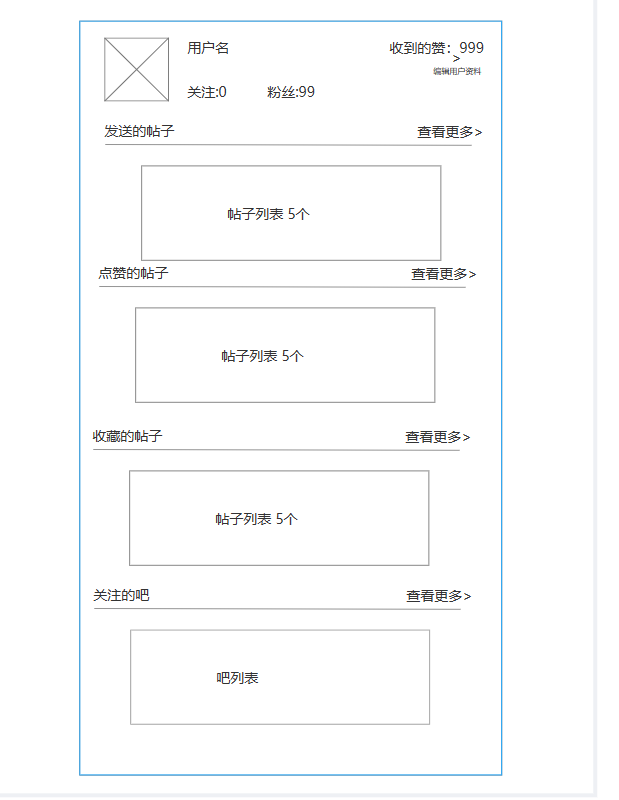 用户名 收到的赞：999
>
编辑用户资料
关注:0 粉丝:99
发送的帖子 查看更多>
帖子列表 5个
点赞的帖子 查看更多>
帖子列表 5个
收藏的帖子 查看更多>
帖子列表 5个
关注的吧 查看更多>
吧列表